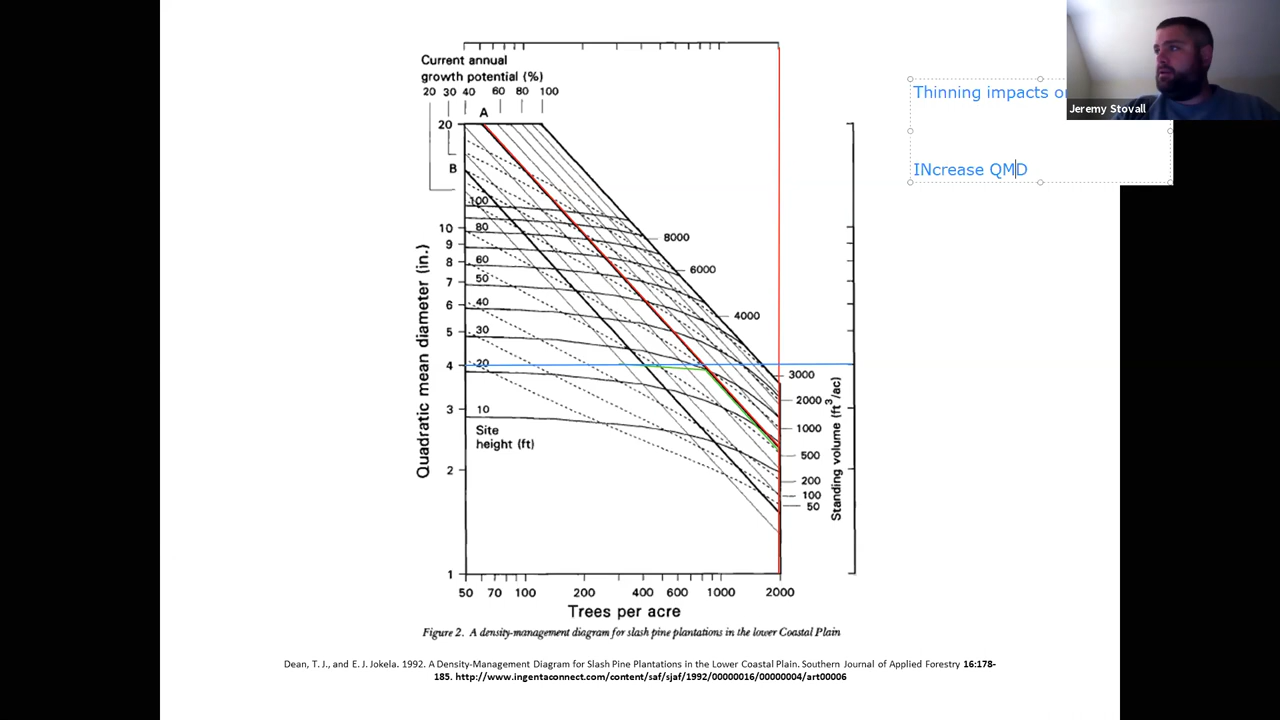 Current annual
growth potential (%)
20 30 40 60 80 100
A
B
20
10
9
8
7
6
5
4
3
2
1
Quadratic mean diameter (in.)
100
80
60
50
40
30
20
10
Site
height (ft)
8000
6000
4000
3000
2000
1000
500
200
100
50
Standing volume (ft³/ac)
50 70 100 200 400 600 1000 2000
Trees per acre
Figure 2. A density-management diagram for slash pine plantations in the lower Coastal Plain
Dean, T. J., and E. J. Jokela. 1992. A Density-Management Diagram for Slash Pine Plantations in the Lower Coastal Plain. Southern Journal of Applied Forestry 16:178-
185. http://www.ingentaconnect.com/content/saf/sjaf/1992/00000016/00000004/art00006
Thinning impacts
INcrease QMD
Jeremy Stovall